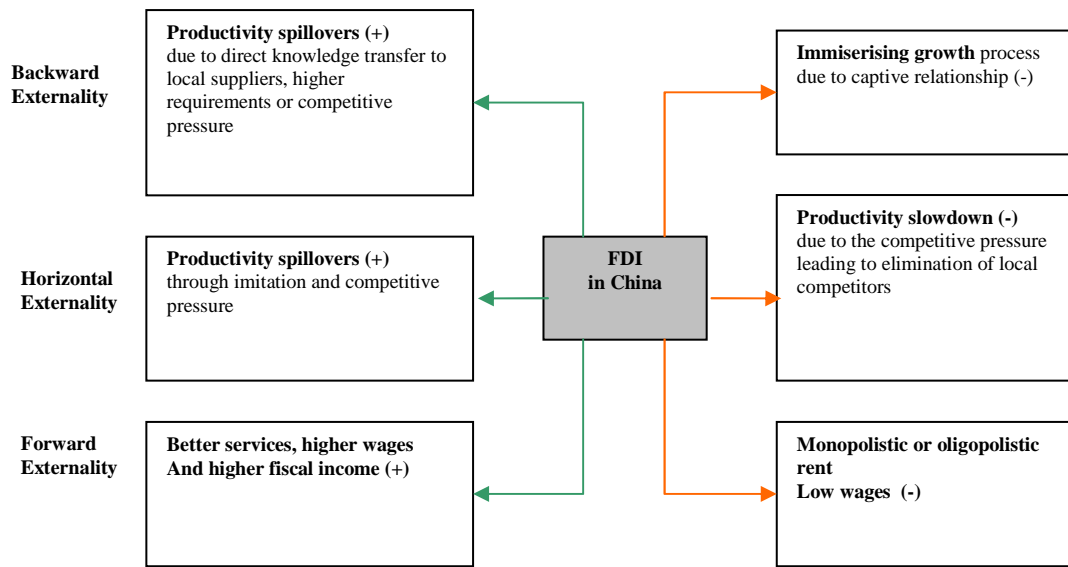 Backward
Externality
Productivity spillovers (+)
due to direct knowledge transfer to
local suppliers, higher
requirements or competitive
pressure
Immiserising growth process
due to captive relationship (-)
Horizontal
Externality
Productivity spillovers (+)
through imitation and competitive
pressure
FDI
in China
Productivity slowdown (-)
due to the competitive pressure
leading to elimination of local
competitors
Forward
Externality
Better services, higher wages
And higher fiscal income (+)
Monopolistic or oligopolistic
rent
Low wages (-)